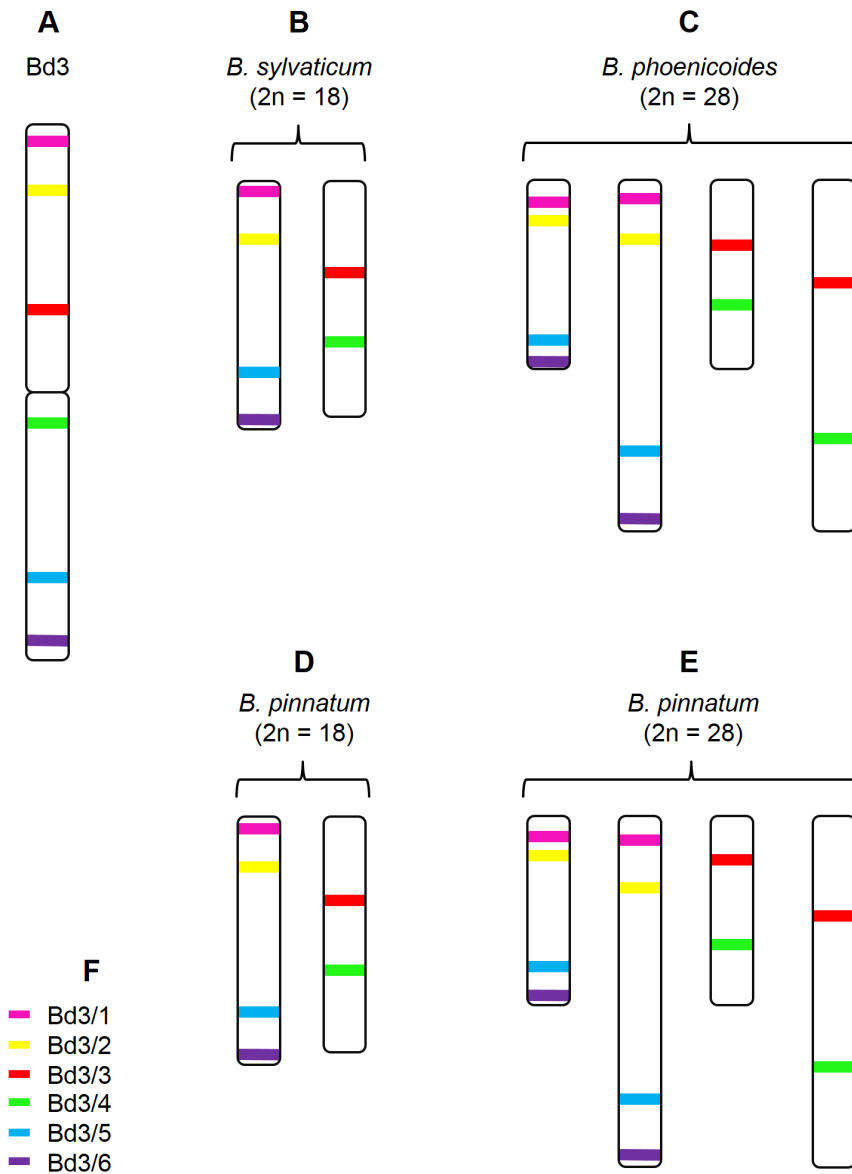 A
Bd3
B
B. sylvaticum
(2n = 18)
C
B. phoenicoides
(2n = 28)
D
B. pinnatum
(2n = 18)
E
B. pinnatum
(2n = 28)
F
Bd3/1
Bd3/2
Bd3/3
Bd3/4
Bd3/5
Bd3/6